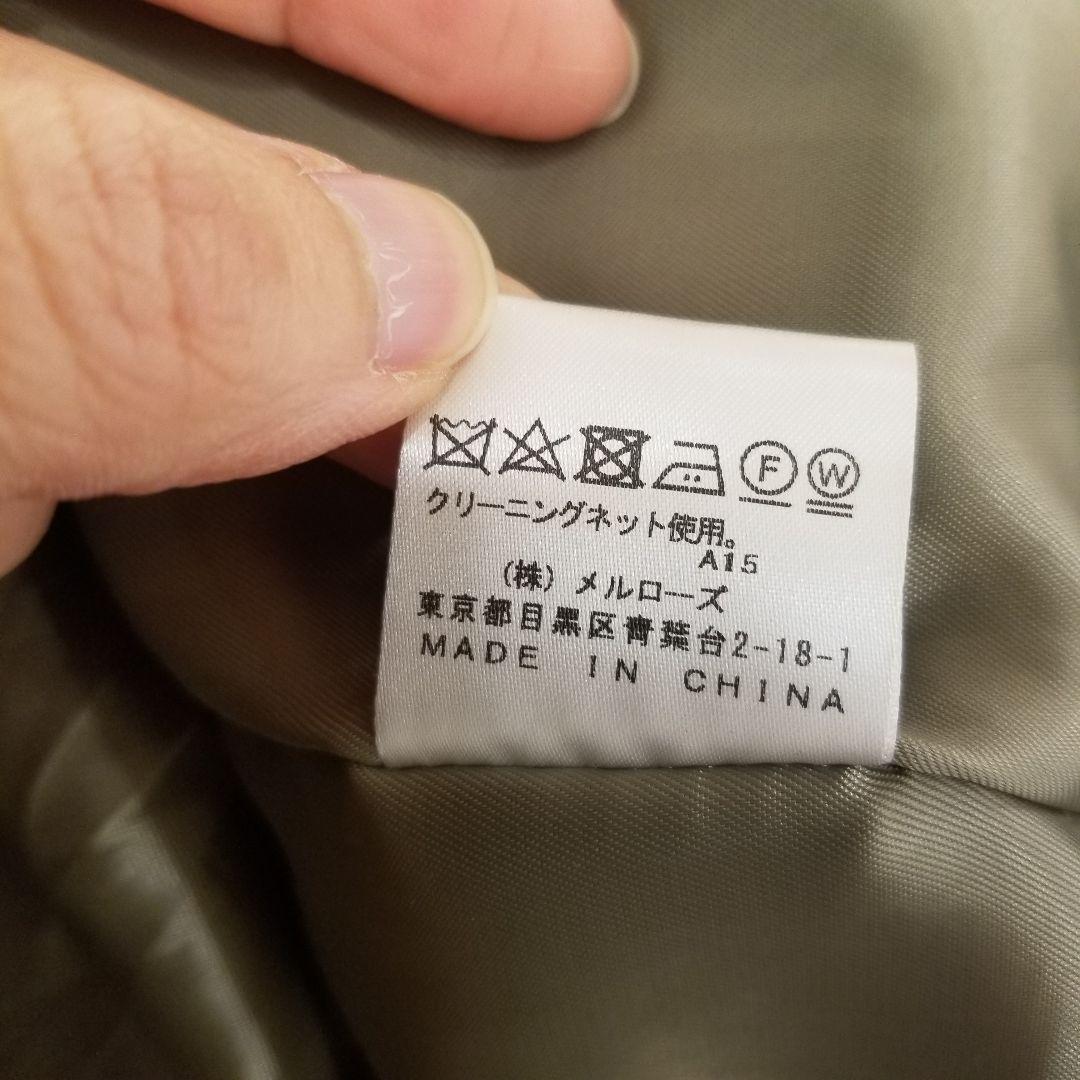 F W
クリーニングネット使用。
A15
(株) メルローズ
東京都目黒区青葉台2-18-1
MADE IN CHINA